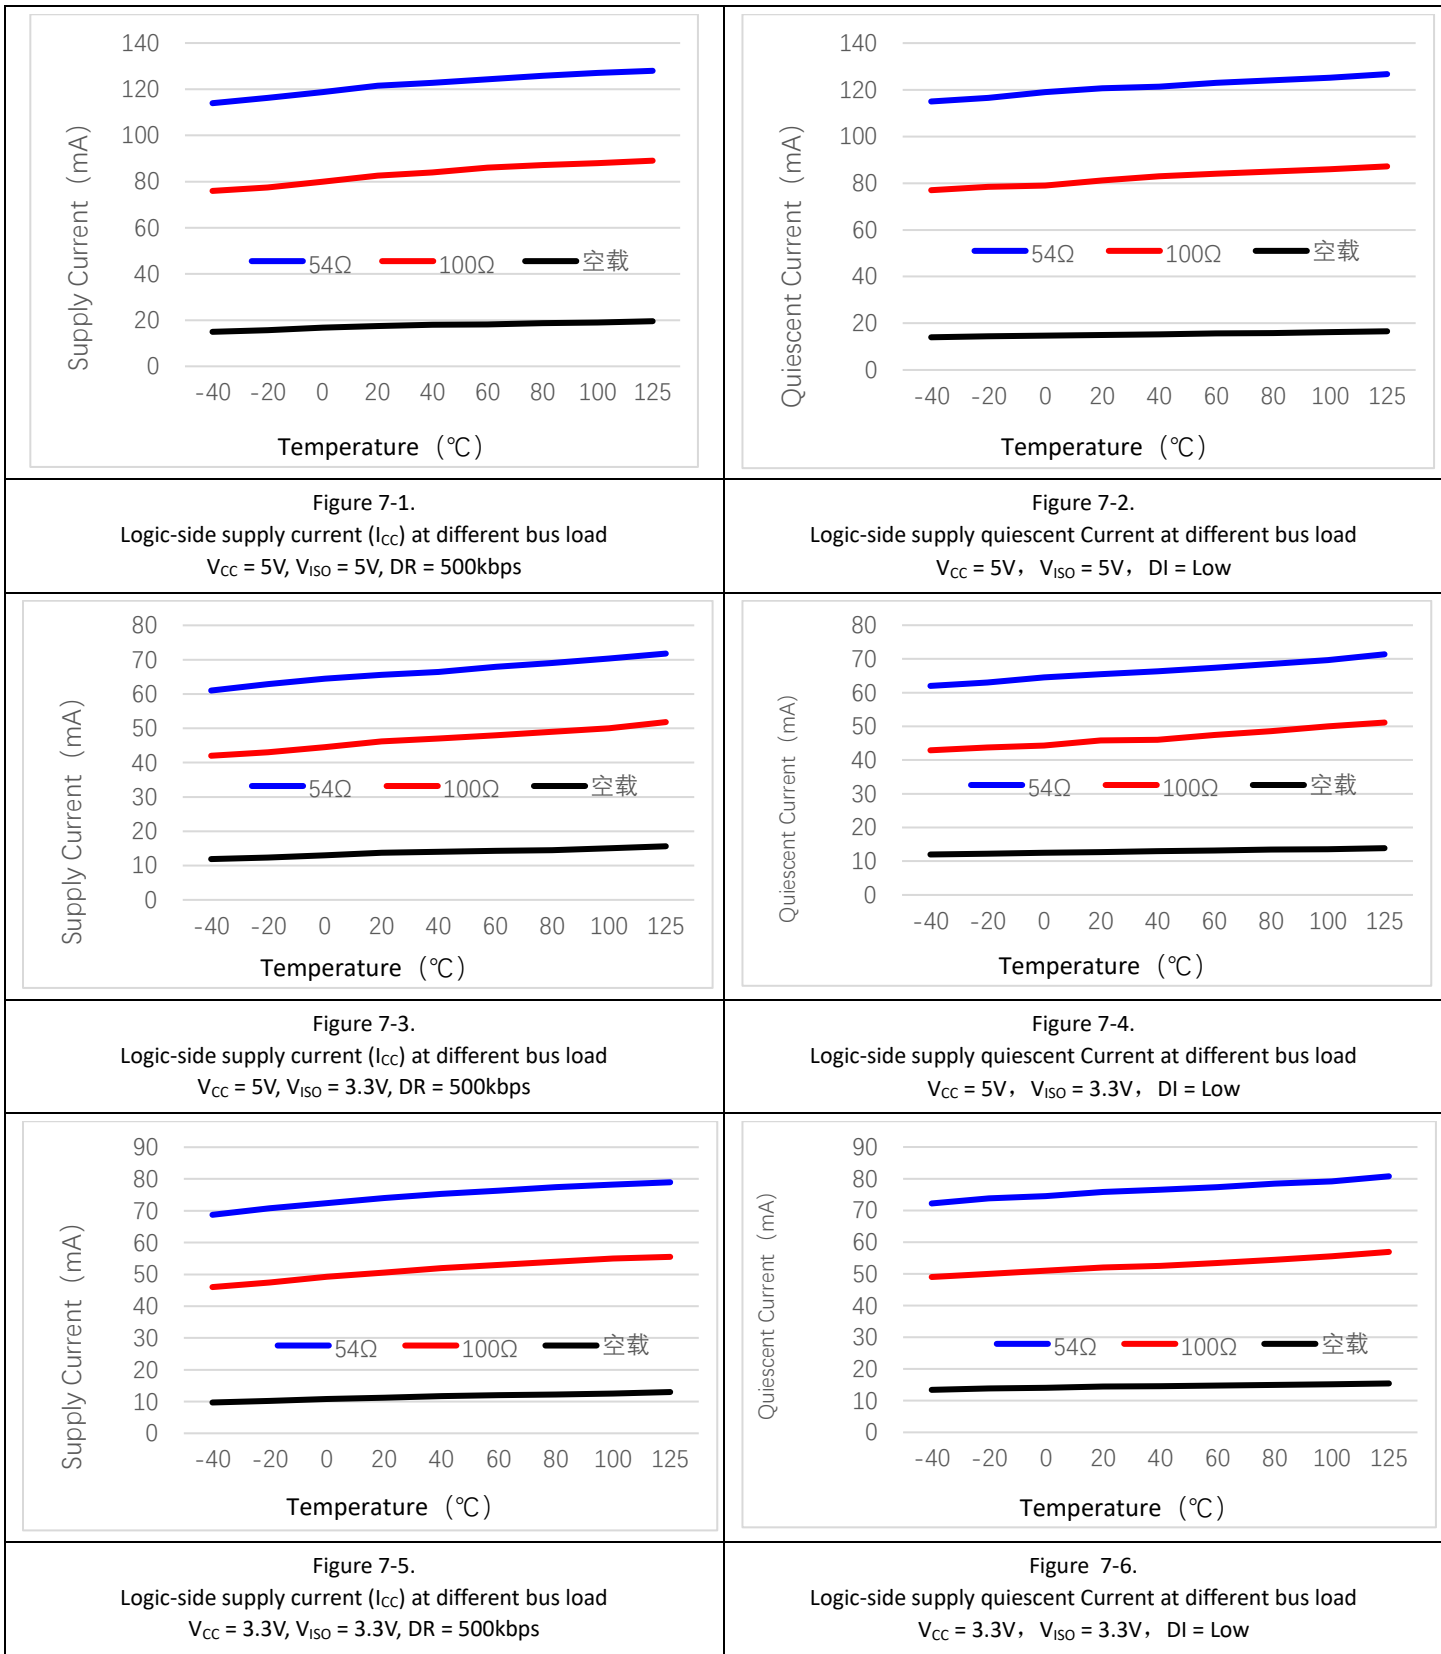 140
120
100
80
60
40
20
0
Supply Current（mA）
54Ω 100Ω 空载
-40 -20 0 20 40 60 80 100 125
Temperature（℃）
140
120
100
80
60
40
20
0
Quiescent Current（mA）
54Ω 100Ω 空载
-40 -20 0 20 40 60 80 100 125
Temperature（℃）
Figure 7-1.
Logic-side supply current (ICC) at different bus load
VCC = 5V, VISO = 5V, DR = 500kbps
Figure 7-2.
Logic-side supply quiescent Current at different bus load
VCC = 5V， VISO = 5V， DI = Low
80
70
60
50
40
30
20
10
0
Supply Current（mA）
54Ω 100Ω 空载
-40 -20 0 20 40 60 80 100 125
Temperature（℃）
80
70
60
50
40
30
20
10
0
Quiescent Current（mA）
54Ω 100Ω 空载
-40 -20 0 20 40 60 80 100 125
Temperature（℃）
Figure 7-3.
Logic-side supply current (ICC) at different bus load
VCC = 5V, VISO = 3.3V, DR = 500kbps
Figure 7-4.
Logic-side supply quiescent Current at different bus load
VCC = 5V， VISO = 3.3V， DI = Low
90
80
70
60
50
40
30
20
10
0
Supply Current（mA）
54Ω 100Ω 空载
-40 -20 0 20 40 60 80 100 125
Temperature（℃）
90
80
70
60
50
40
30
20
10
0
Quiescent Current（mA）
54Ω 100Ω 空载
-40 -20 0 20 40 60 80 100 125
Temperature（℃）
Figure 7-5.
Logic-side supply current (ICC) at different bus load
VCC = 3.3V, VISO = 3.3V, DR = 500kbps
Figure 7-6.
Logic-side supply quiescent Current at different bus load
VCC = 3.3V， VISO = 3.3V， DI = Low